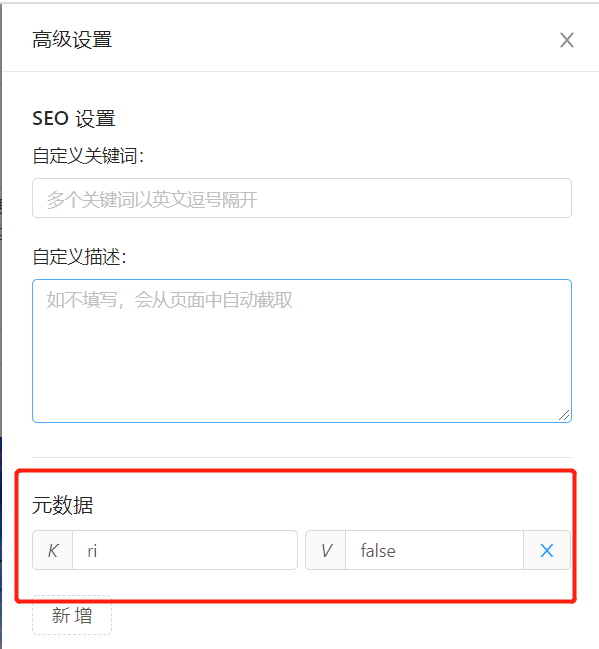 高级设置
SEO 设置
自定义关键词：
多个关键词以英文逗号隔开
自定义描述：
如不填写，会从页面中自动截取
元数据
K ri V false
新 增